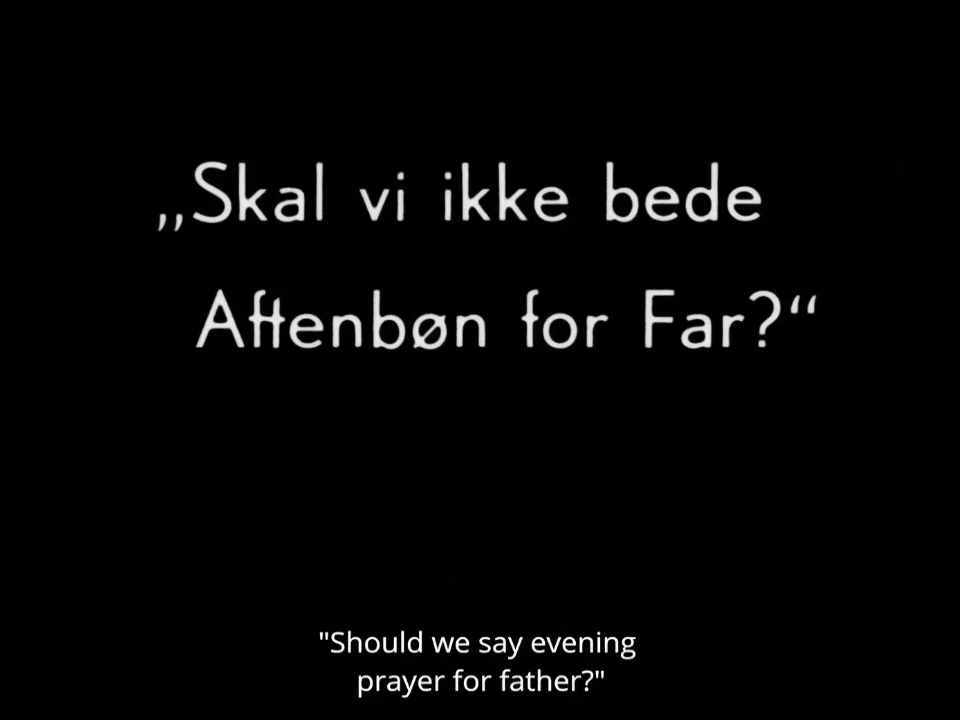 „Skal vi ikke bede
Aftenbøn for Far?“
"Should we say evening
prayer for father?"